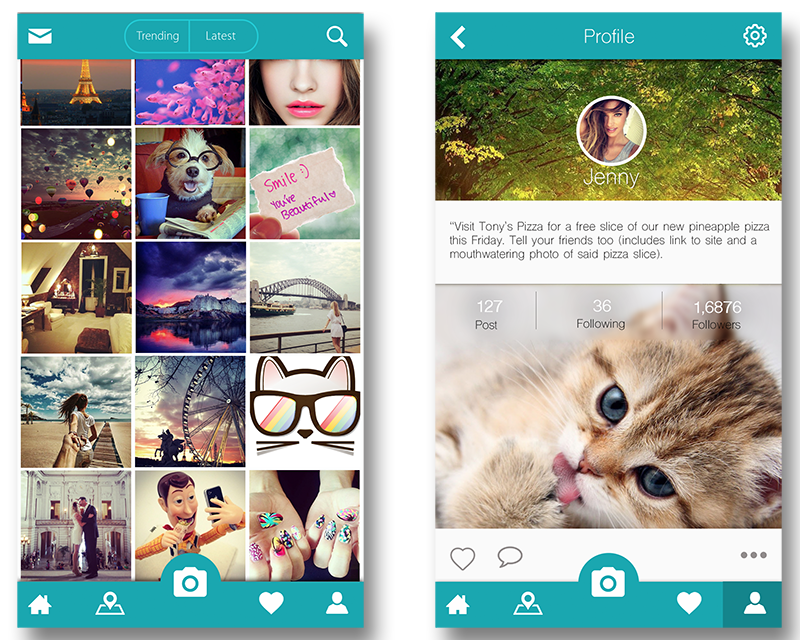 Trending
Latest
Smile :)
You're
Beautiful
Profile
Jenny
“Visit Tony’s Pizza for a free slice of our new pineapple pizza
this Friday. Tell your friends too (includes link to site and a
mouthwatering photo of said pizza slice).
127
36
1,6876
Post
Following
Followers